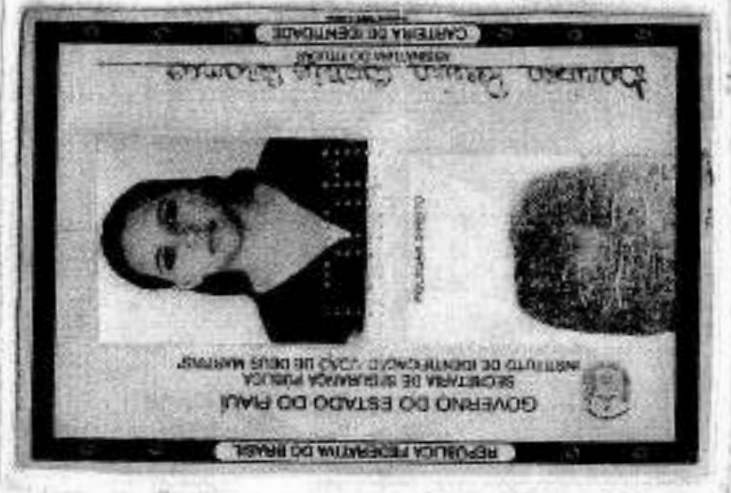 REPÚBLICA FEDERATIVA DO BRASIL
GOVERNO DO ESTADO DO PIAUÍ
SECRETARIA DE SEGURANÇA PÚBLICA
INSTITUTO DE IDENTIFICAÇÃO "JOÃO DE DEUS MARTINS"
POLEGAR DIREITO
ASSINATURA DO TITULAR
CARTEIRA DE IDENTIDADE